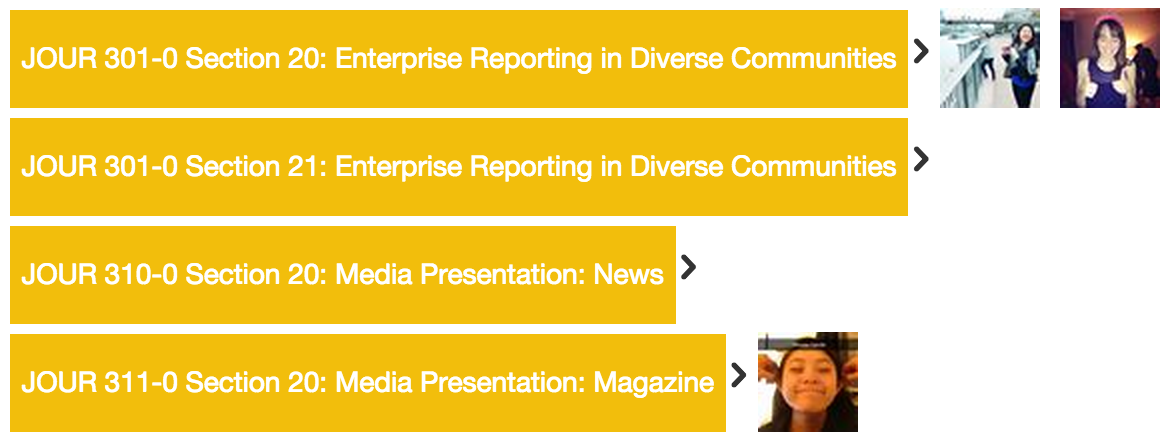 JOUR 301-0 Section 20: Enterprise Reporting in Diverse Communities
JOUR 301-0 Section 21: Enterprise Reporting in Diverse Communities
JOUR 310-0 Section 20: Media Presentation: News
JOUR 311-0 Section 20: Media Presentation: Magazine